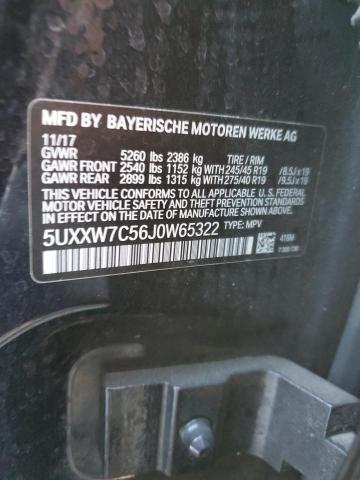 MFD BY BAYERISCHE MOTOREN WERKE AG
11/17
GVWR 5260 lbs 2386 kg TIRE / RIM
GAWR FRONT 2540 lbs 1152 kg WITH 245/45 R19 /8.5J x 19
GAWR REAR 2899 lbs 1315 kg WITH 275/40 R19 /9.5J x 19
THIS VEHICLE CONFORMS TO ALL APPLICABLE U.S. FEDERAL
MOTOR VEHICLE SAFETY STANDARDS IN EFFECT
ON THE DATE OF MANUFACTURE SHOWN ABOVE.
5UXXW7C56J0W65322 TYPE: MPV
416M